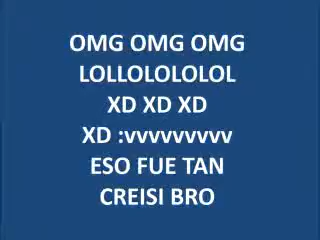 OMG OMG OMG
LOLLOLOLOLOL
XD XD XD
XD :vvvvvvvvv
ESO FUE TAN
CREISI BRO